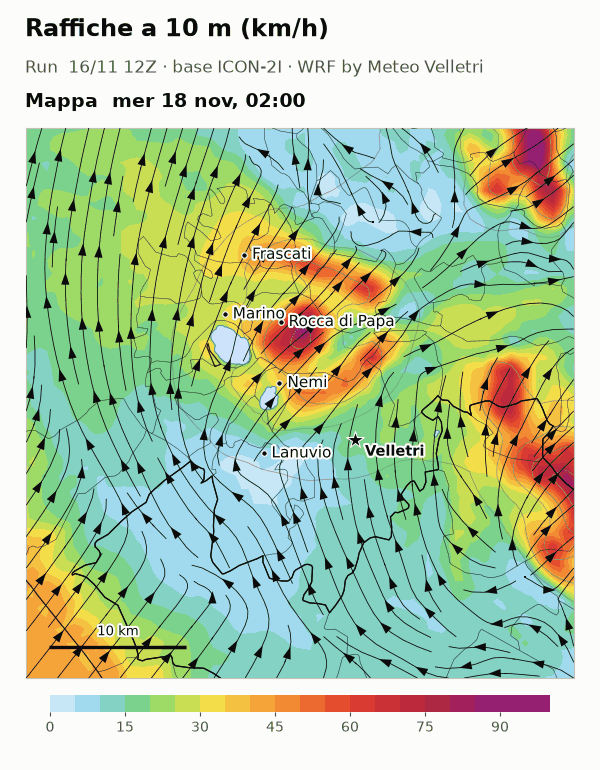 Raffiche a 10 m (km/h)
Run  16/11 12Z · base ICON-2I · WRF by Meteo Velletri
Mappa  mer 18 nov, 02:00
Frascati
Marino
Rocca di Papa
Nemi
Velletri
Lanuvio
10 km
0 15 30 45 60 75 90